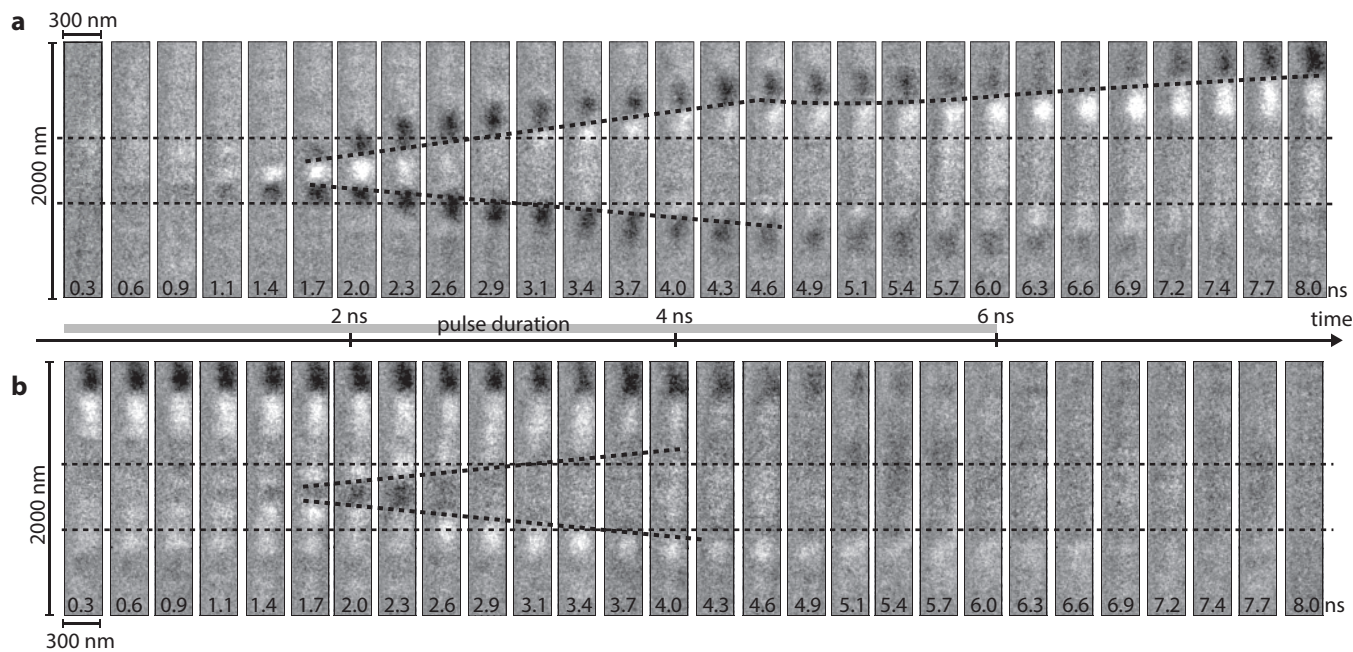 a
300 nm
2000 nm
0.3 0.6 0.9 1.1 1.4 1.7 2.0 2.3 2.6 2.9 3.1 3.4 3.7 4.0 4.3 4.6 4.9 5.1 5.4 5.7 6.0 6.3 6.6 6.9 7.2 7.4 7.7 8.0 ns
2 ns 4 ns 6 ns time
pulse duration
b
2000 nm
0.3 0.6 0.9 1.1 1.4 1.7 2.0 2.3 2.6 2.9 3.1 3.4 3.7 4.0 4.3 4.6 4.9 5.1 5.4 5.7 6.0 6.3 6.6 6.9 7.2 7.4 7.7 8.0 ns
300 nm